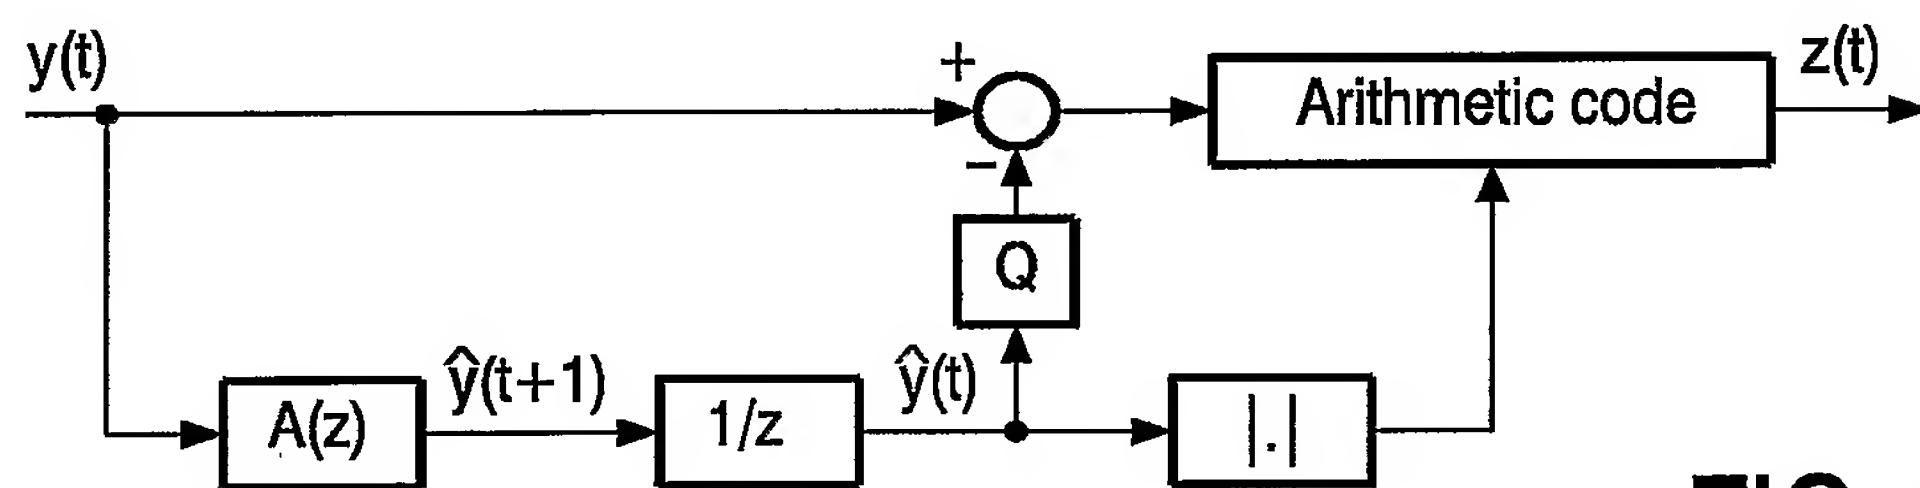 y(t)
+
Arithmetic code
z(t)
−
Q
A(z)
ŷ(t+1)
1/z
ŷ(t)
|.|